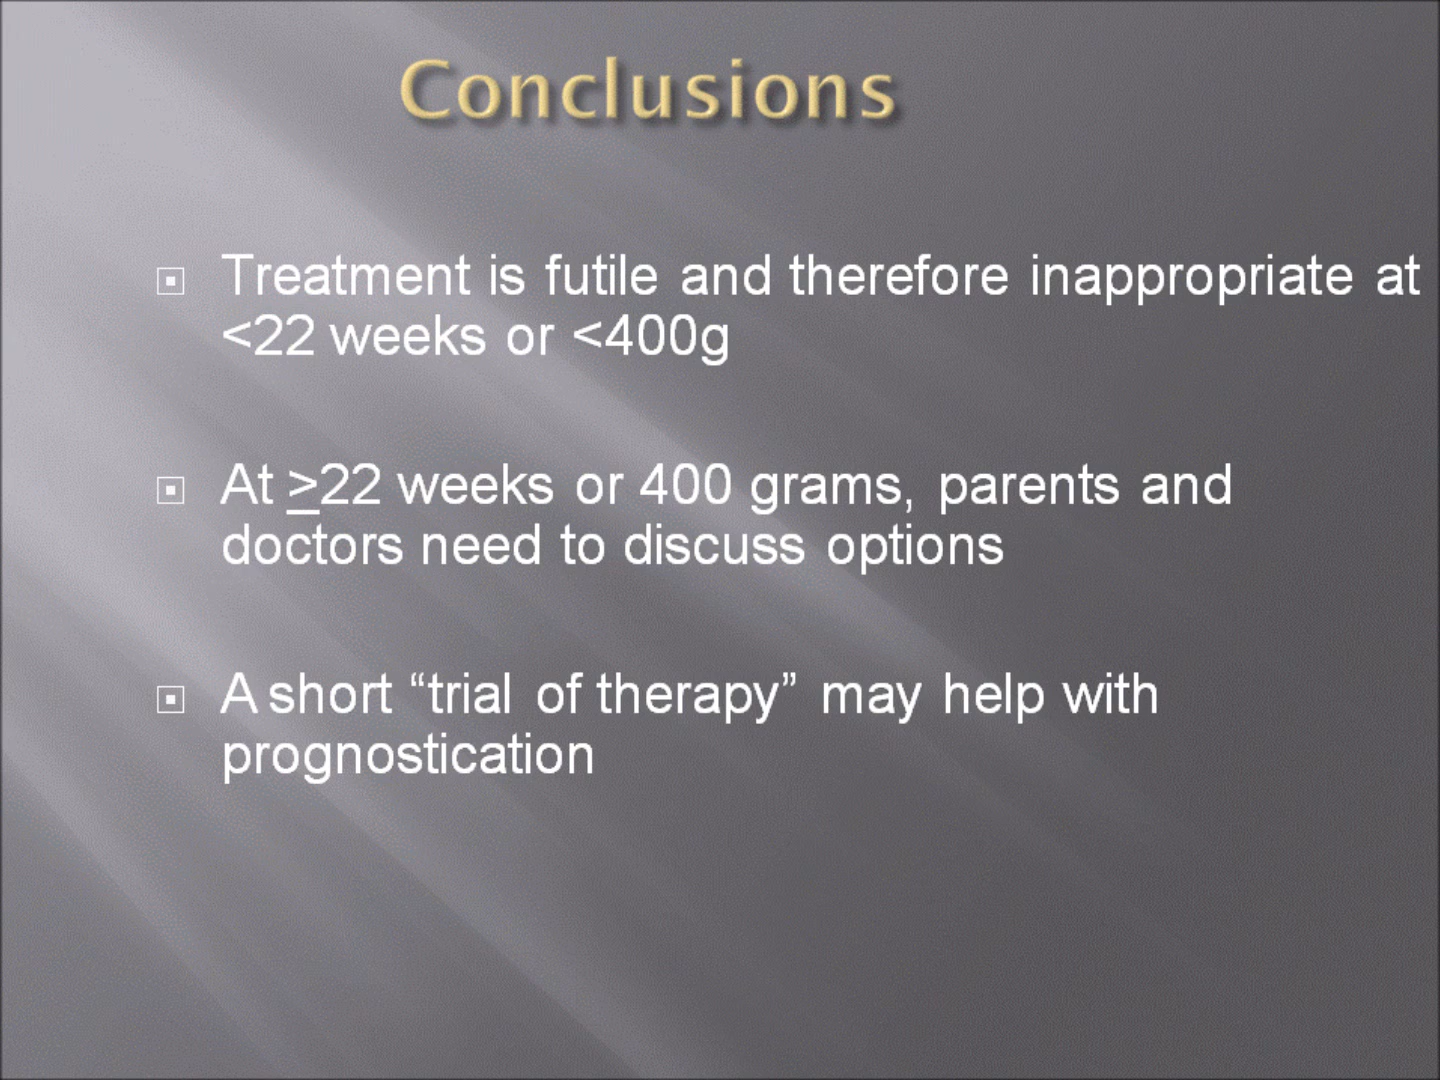 Conclusions
Treatment is futile and therefore inappropriate at
<22 weeks or <400g
At ≥22 weeks or 400 grams, parents and
doctors need to discuss options
A short “trial of therapy” may help with
prognostication